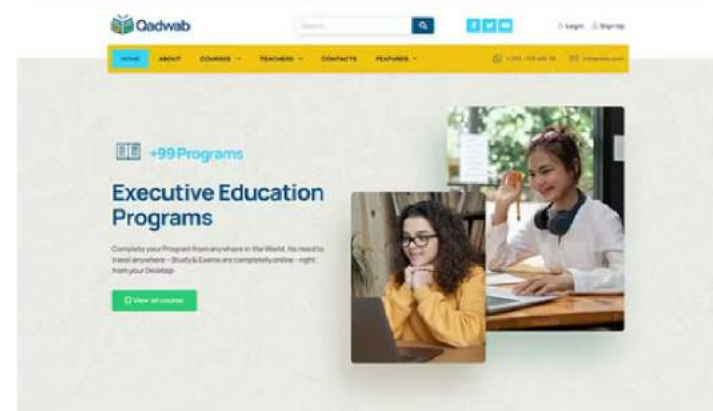 Qadwab
Search
Login
Sign Up
HOME
ABOUT
COURSES
TEACHERS
CONTACTS
FEATURES
+99 Programs
Executive Education
Programs
Complete your Program from anywhere in the World. No need to
travel anywhere - Study & Exams are completely online - right
from your Desktop
View all course